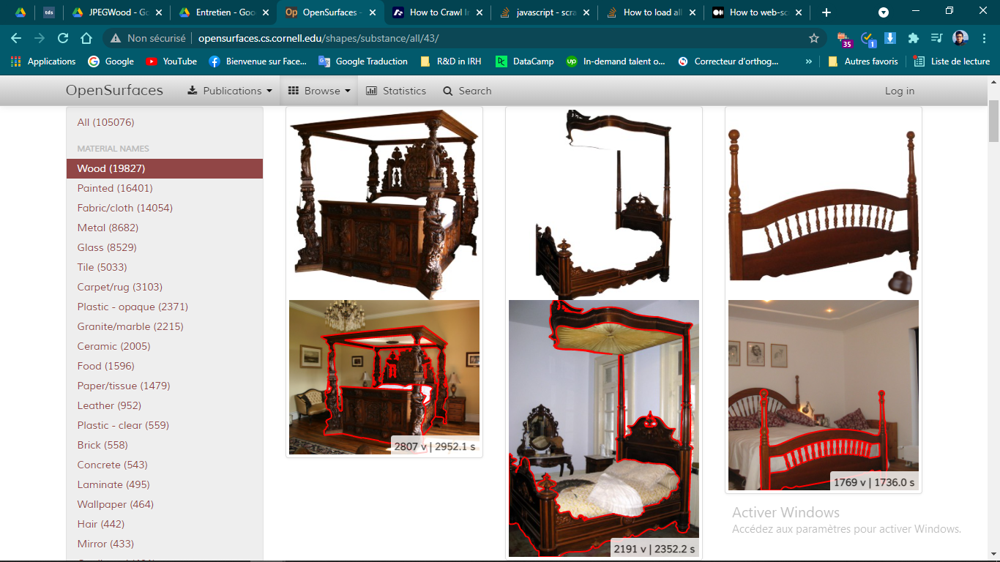 JPEGWood - Go
Entretien - Goo
OpenSurfaces -
How to Crawl In
javascript - scra
How to load all
How to web-sc
Non sécurisé
opensurfaces.cs.cornell.edu/shapes/substance/all/43/
35
1
Applications
Google
YouTube
Bienvenue sur Face...
Google Traduction
R&D in IRH
DataCamp
In-demand talent o...
Correcteur d'orthog...
»
Autres favoris
Liste de lecture
OpenSurfaces
Publications
Browse
Statistics
Search
Log in
All (105076)
MATERIAL NAMES
Wood (19827)
Painted (16401)
Fabric/cloth (14054)
Metal (8682)
Glass (8529)
Tile (5033)
Carpet/rug (3103)
Plastic - opaque (2371)
Granite/marble (2215)
Ceramic (2005)
Food (1596)
Paper/tissue (1479)
Leather (952)
Plastic - clear (559)
Brick (558)
Concrete (543)
Laminate (495)
Wallpaper (464)
Hair (442)
Mirror (433)
2807 v | 2952.1 s
2191 v | 2352.2 s
1769 v | 1736.0 s
Activer Windows
Accédez aux paramètres pour activer Windows.